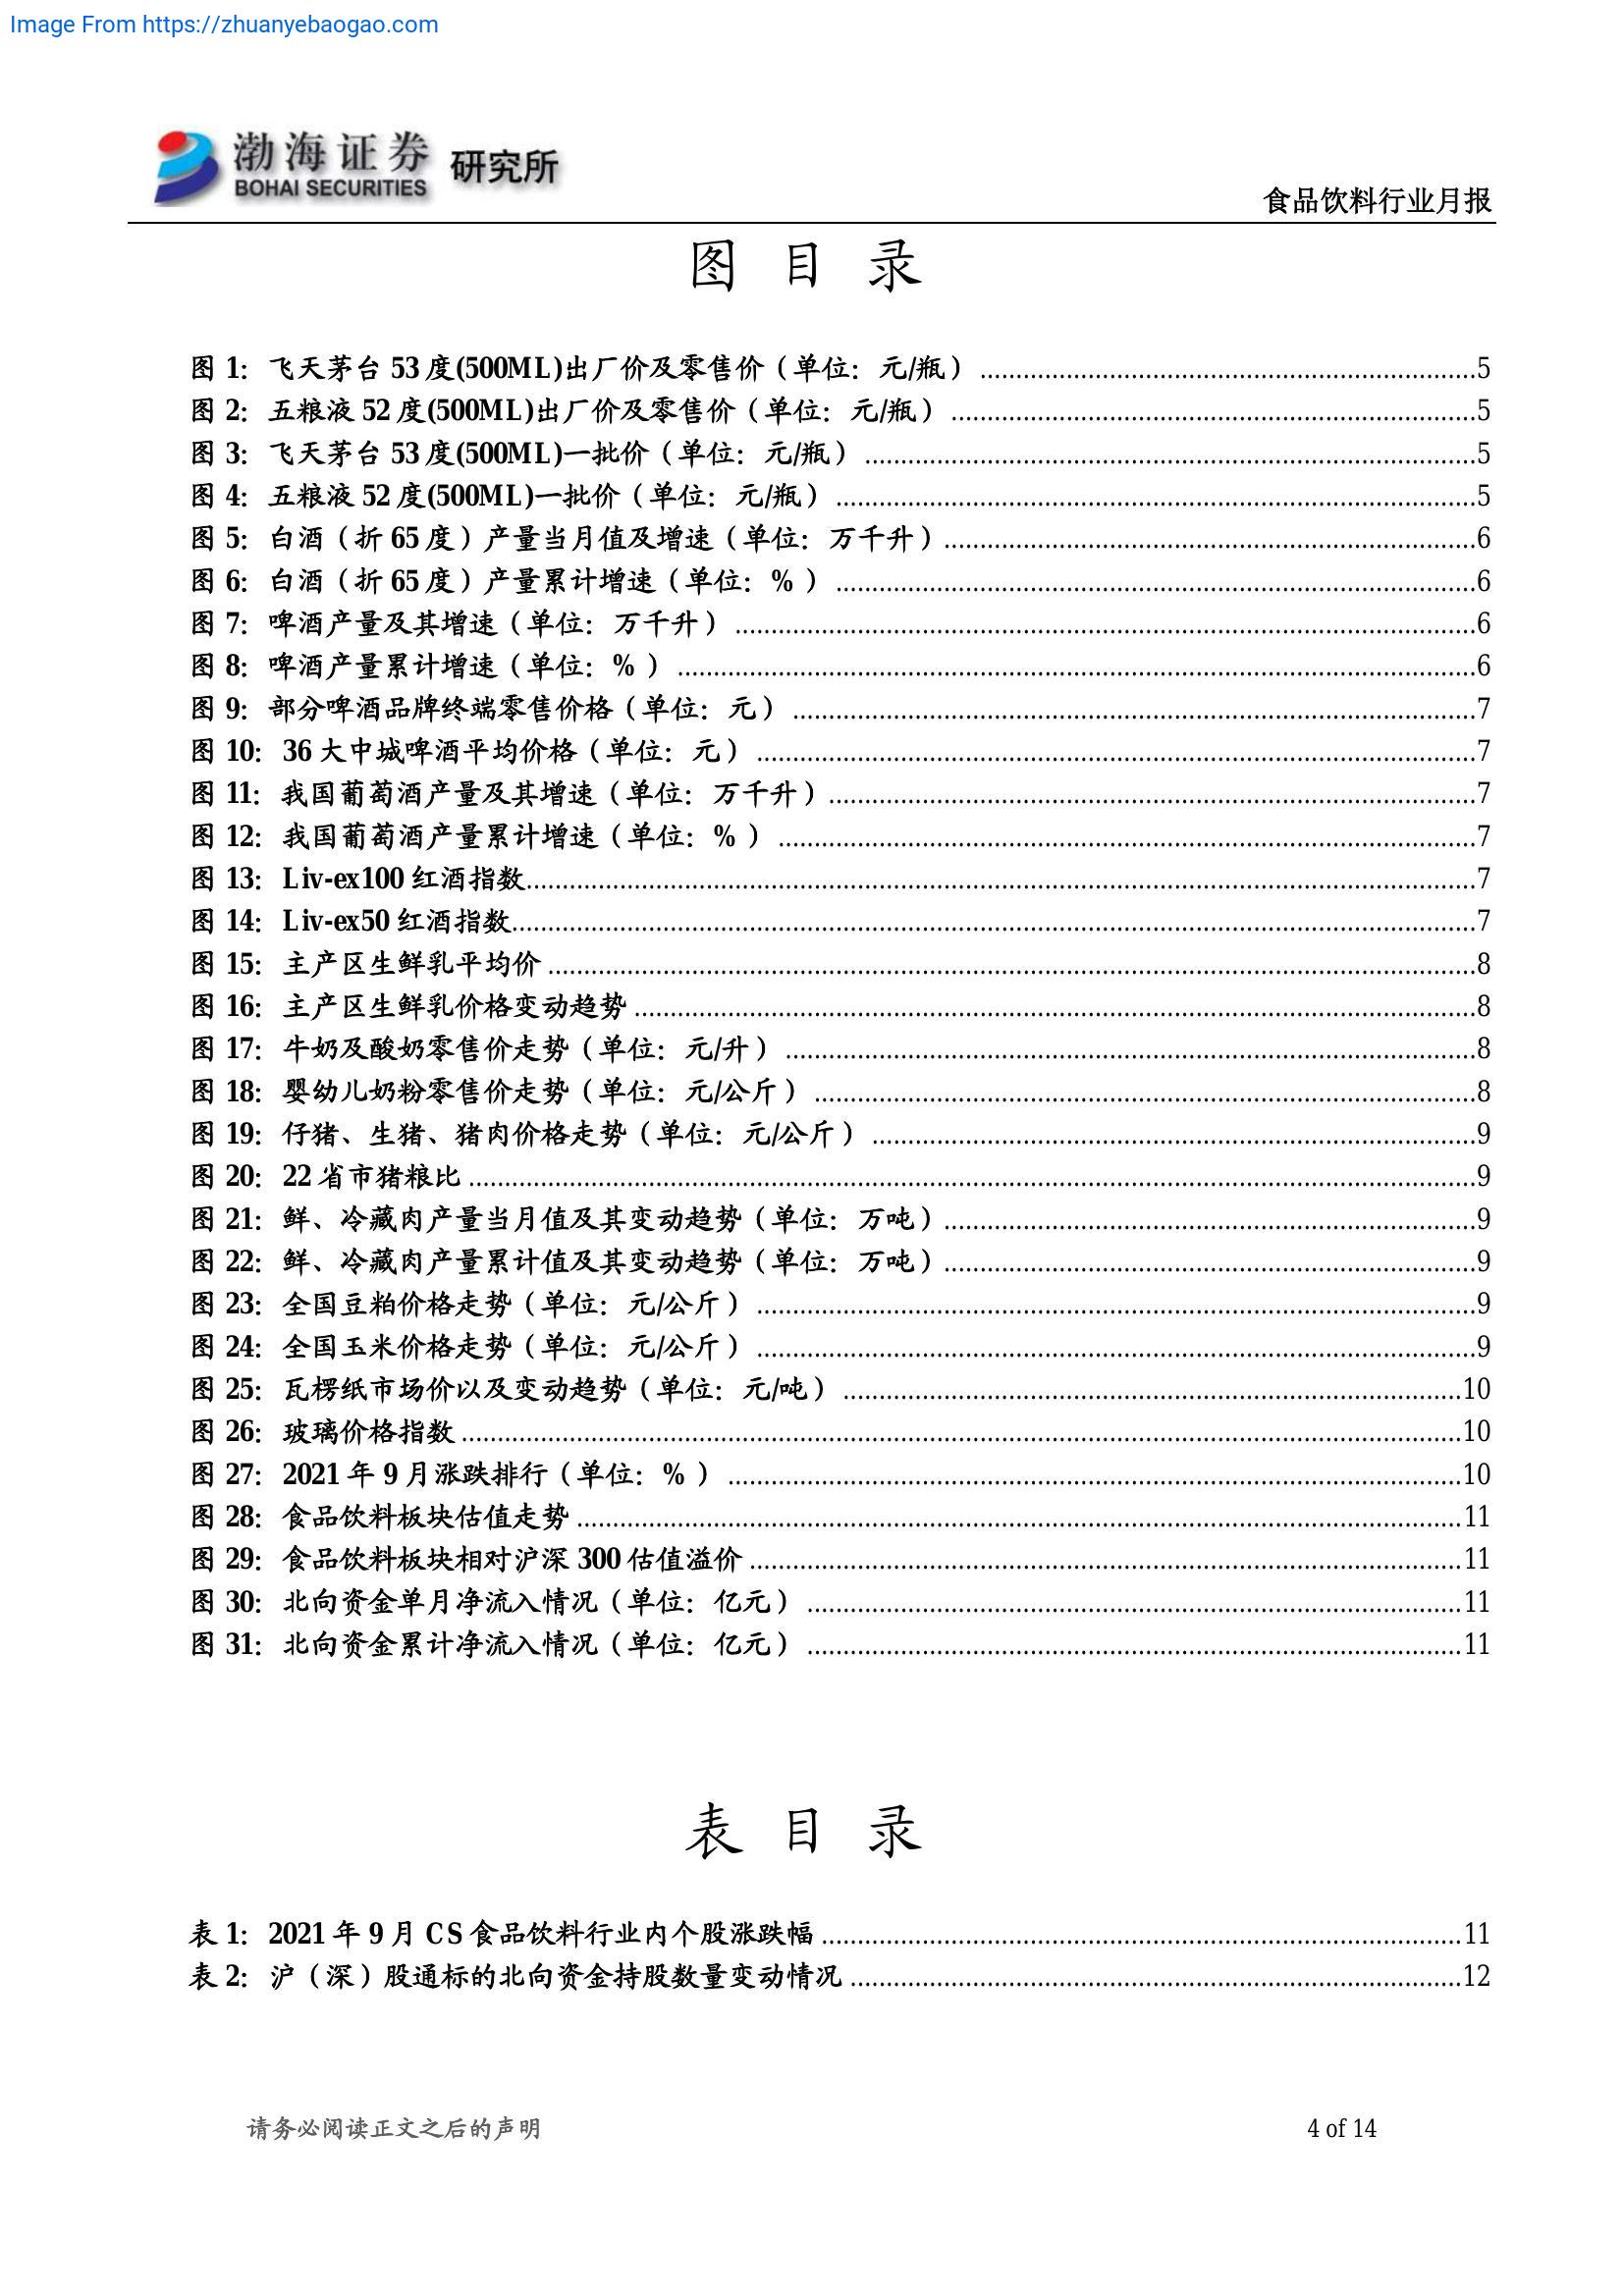 Image From https://zhuanyebaogao.com
渤海证券 研究所
BOHAI SECURITIES
食品饮料行业月报
图 目 录
图 1：飞天茅台 53 度(500ML)出厂价及零售价（单位：元/瓶）5
图 2：五粮液 52 度(500ML)出厂价及零售价（单位：元/瓶）5
图 3：飞天茅台 53 度(500ML)一批价（单位：元/瓶）5
图 4：五粮液 52 度(500ML)一批价（单位：元/瓶）5
图 5：白酒（折 65 度）产量当月值及增速（单位：万千升）6
图 6：白酒（折 65 度）产量累计增速（单位：%）6
图 7：啤酒产量及其增速（单位：万千升）6
图 8：啤酒产量累计增速（单位：%）6
图 9：部分啤酒品牌终端零售价格（单位：元）7
图 10：36 大中城啤酒平均价格（单位：元）7
图 11：我国葡萄酒产量及其增速（单位：万千升）7
图 12：我国葡萄酒产量累计增速（单位：%）7
图 13：Liv-ex100 红酒指数7
图 14：Liv-ex50 红酒指数7
图 15：主产区生鲜乳平均价8
图 16：主产区生鲜乳价格变动趋势8
图 17：牛奶及酸奶零售价走势（单位：元/升）8
图 18：婴幼儿奶粉零售价走势（单位：元/公斤）8
图 19：仔猪、生猪、猪肉价格走势（单位：元/公斤）9
图 20：22 省市猪粮比9
图 21：鲜、冷藏肉产量当月值及其变动趋势（单位：万吨）9
图 22：鲜、冷藏肉产量累计值及其变动趋势（单位：万吨）9
图 23：全国豆粕价格走势（单位：元/公斤）9
图 24：全国玉米价格走势（单位：元/公斤）9
图 25：瓦楞纸市场价以及变动趋势（单位：元/吨）10
图 26：玻璃价格指数10
图 27：2021 年 9 月涨跌排行（单位：%）10
图 28：食品饮料板块估值走势11
图 29：食品饮料板块相对沪深 300 估值溢价11
图 30：北向资金单月净流入情况（单位：亿元）11
图 31：北向资金累计净流入情况（单位：亿元）11
表 目 录
表 1：2021 年 9 月 CS 食品饮料行业内个股涨跌幅11
表 2：沪（深）股通标的北向资金持股数量变动情况12
请务必阅读正文之后的声明
4 of 14